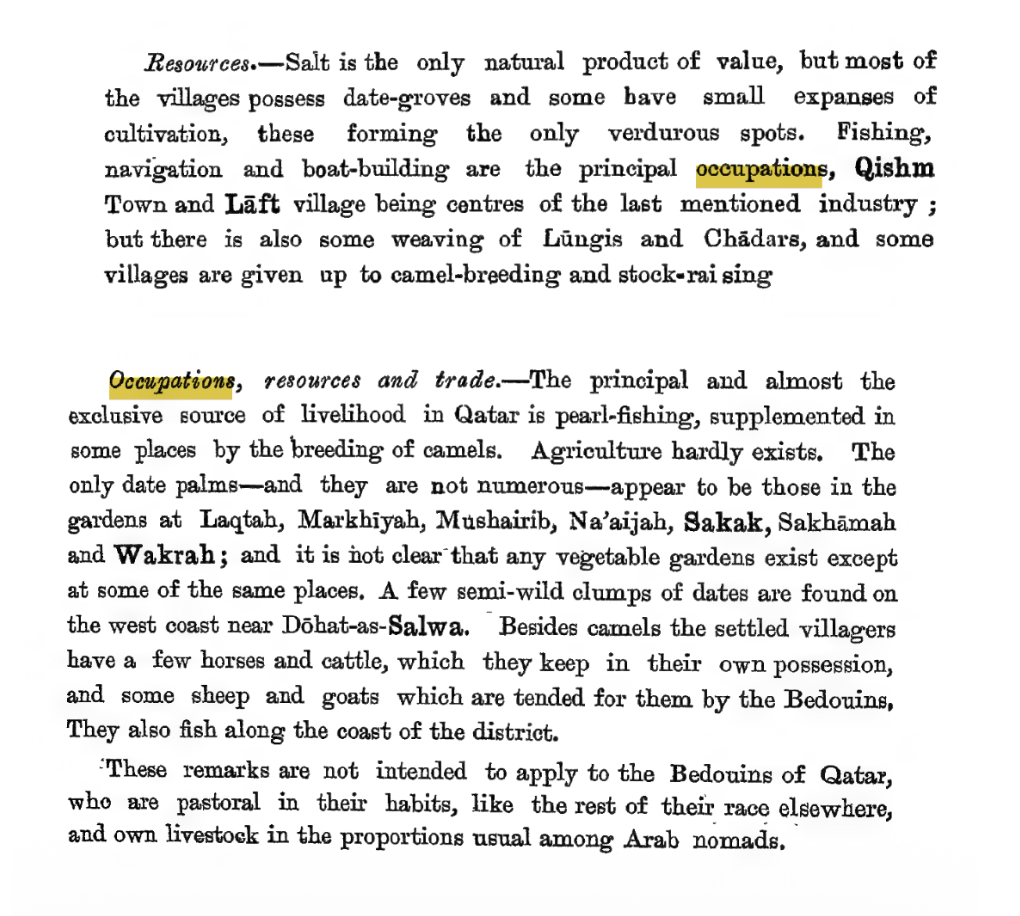 Resources.—Salt is the only natural product of value, but most of
the villages possess date-groves and some have small expanses of
cultivation, these forming the only verdurous spots. Fishing,
navigation and boat-building are the principal occupations, Qishm
Town and Lāft village being centres of the last mentioned industry ;
but there is also some weaving of Lūngis and Chādars, and some
villages are given up to camel-breeding and stock-rai sing
Occupations, resources and trade.—The principal and almost the
exclusive source of livelihood in Qatar is pearl-fishing, supplemented in
some places by the breeding of camels. Agriculture hardly exists. The
only date palms—and they are not numerous—appear to be those in the
gardens at Laqtah, Markhīyah, Mushairib, Na'aijah, Sakak, Sakhāmah
and Wakrah ; and it is not clear that any vegetable gardens exist except
at some of the same places. A few semi-wild clumps of dates are found on
the west coast near Dōhat-as-Salwa. Besides camels the settled villagers
have a few horses and cattle, which they keep in their own possession,
and some sheep and goats which are tended for them by the Bedouins.
They also fish along the coast of the district.
These remarks are not intended to apply to the Bedouins of Qatar,
who are pastoral in their habits, like the rest of their race elsewhere,
and own livestock in the proportions usual among Arab nomads.